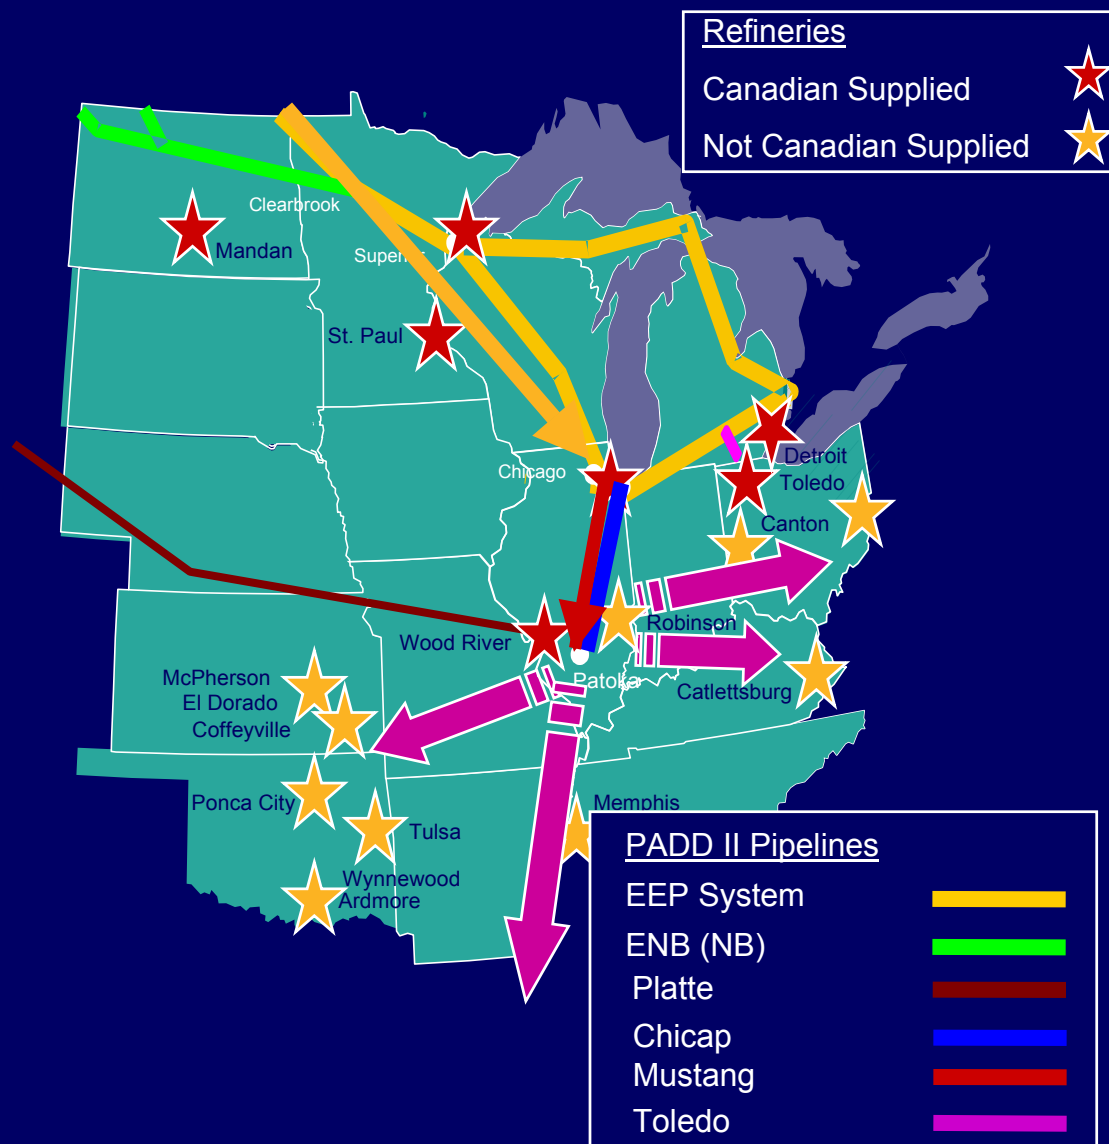 Refineries
Canadian Supplied
Not Canadian Supplied
Clearbrook
Mandan
Superior
St. Paul
Chicago
Detroit
Toledo
Canton
Robinson
Wood River
McPherson
Patoka
Catlettsburg
El Dorado
Coffeyville
Ponca City
Memphis
Tulsa
Wynnewood
Ardmore
PADD II Pipelines
EEP System
ENB (NB)
Platte
Chicap
Mustang
Toledo